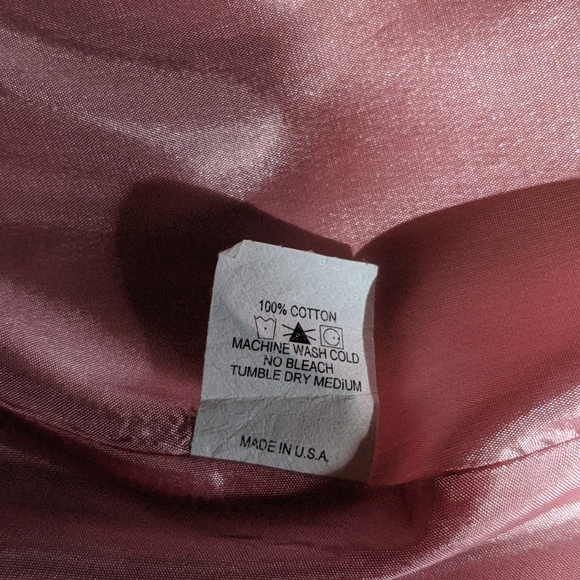 100% COTTON
MACHINE WASH COLD
NO BLEACH
TUMBLE DRY MEDIUM
MADE IN U.S.A.